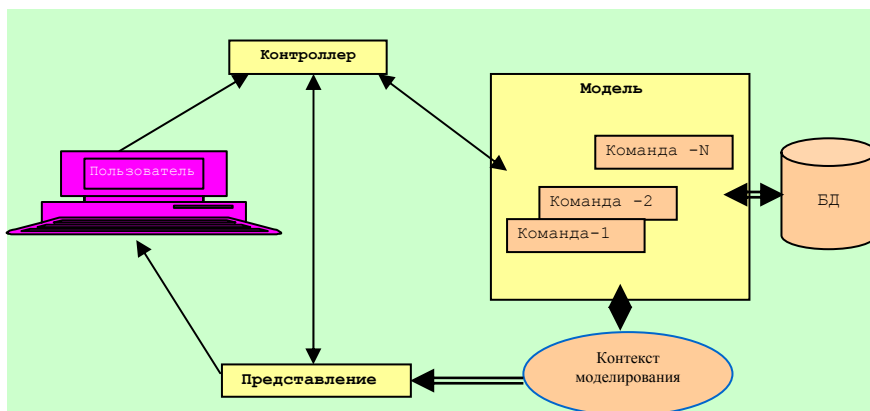 Контроллер
Модель
Команда -N
Пользователь
Команда -2
БД
Команда-1
Контекст
моделирования
Представление